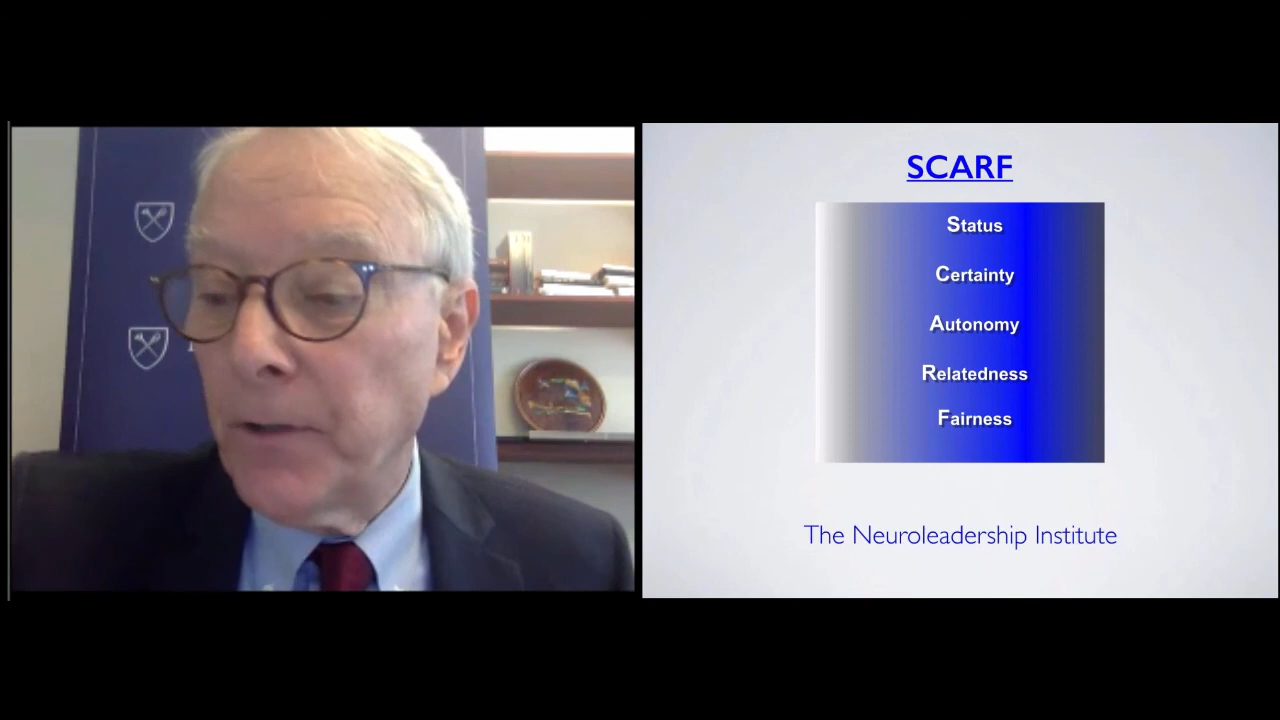 SCARF
Status
Certainty
Autonomy
Relatedness
Fairness
The Neuroleadership Institute